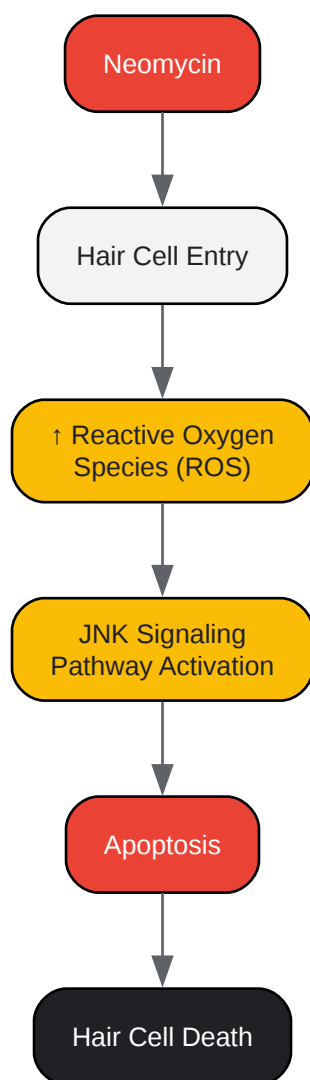 Neomycin
Hair Cell Entry
↑ Reactive Oxygen
Species (ROS)
JNK Signaling
Pathway Activation
Apoptosis
Hair Cell Death